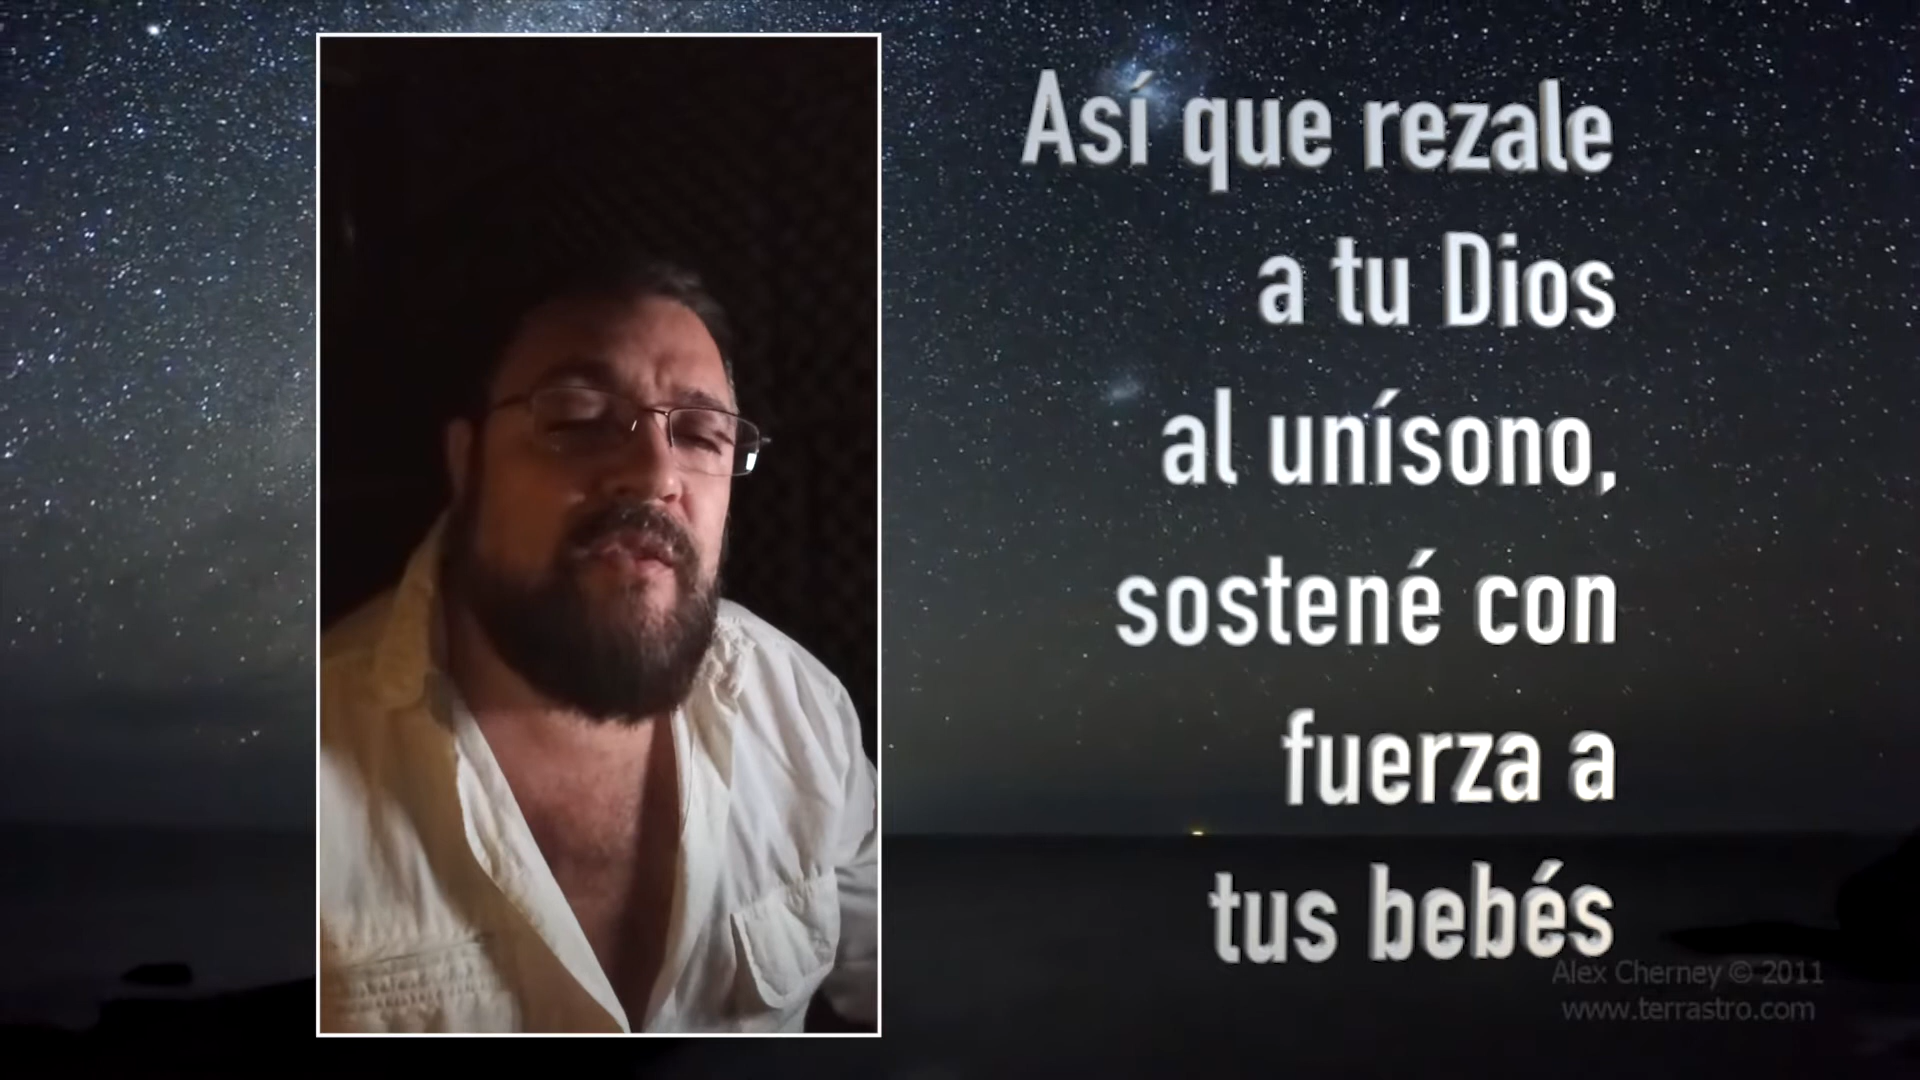 Así que rezale
a tu Dios
al unísono,
sostené con
fuerza a
tus bebés
Alex Cherney © 2011
www.terrastro.com